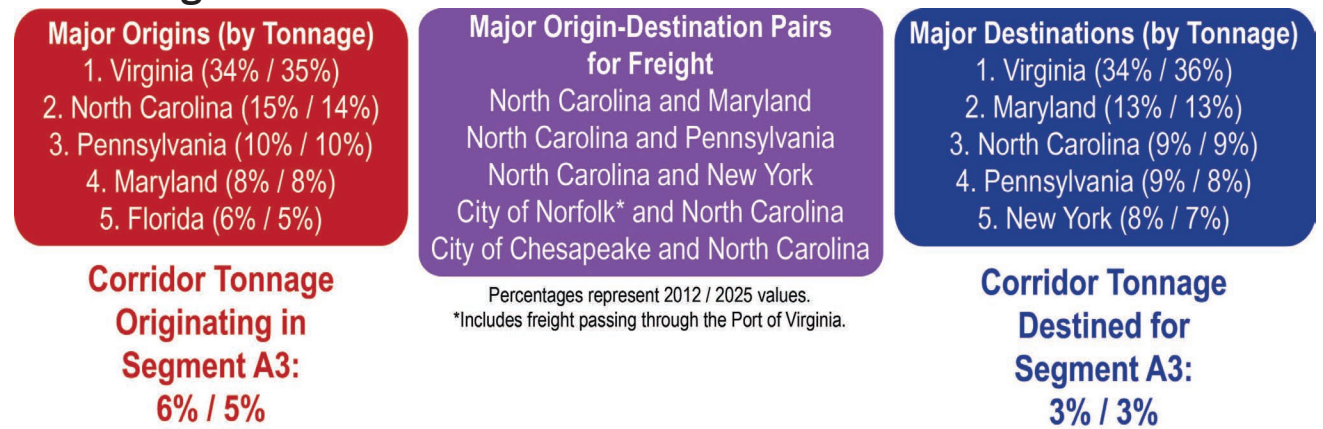 Major Origins (by Tonnage)
1. Virginia (34% / 35%)
2. North Carolina (15% / 14%)
3. Pennsylvania (10% / 10%)
4. Maryland (8% / 8%)
5. Florida (6% / 5%)
Corridor Tonnage
Originating in
Segment A3:
6% / 5%
Major Origin-Destination Pairs
for Freight
North Carolina and Maryland
North Carolina and Pennsylvania
North Carolina and New York
City of Norfolk* and North Carolina
City of Chesapeake and North Carolina
Percentages represent 2012 / 2025 values.
*Includes freight passing through the Port of Virginia.
Major Destinations (by Tonnage)
1. Virginia (34% / 36%)
2. Maryland (13% / 13%)
3. North Carolina (9% / 9%)
4. Pennsylvania (9% / 8%)
5. New York (8% / 7%)
Corridor Tonnage
Destined for
Segment A3:
3% / 3%